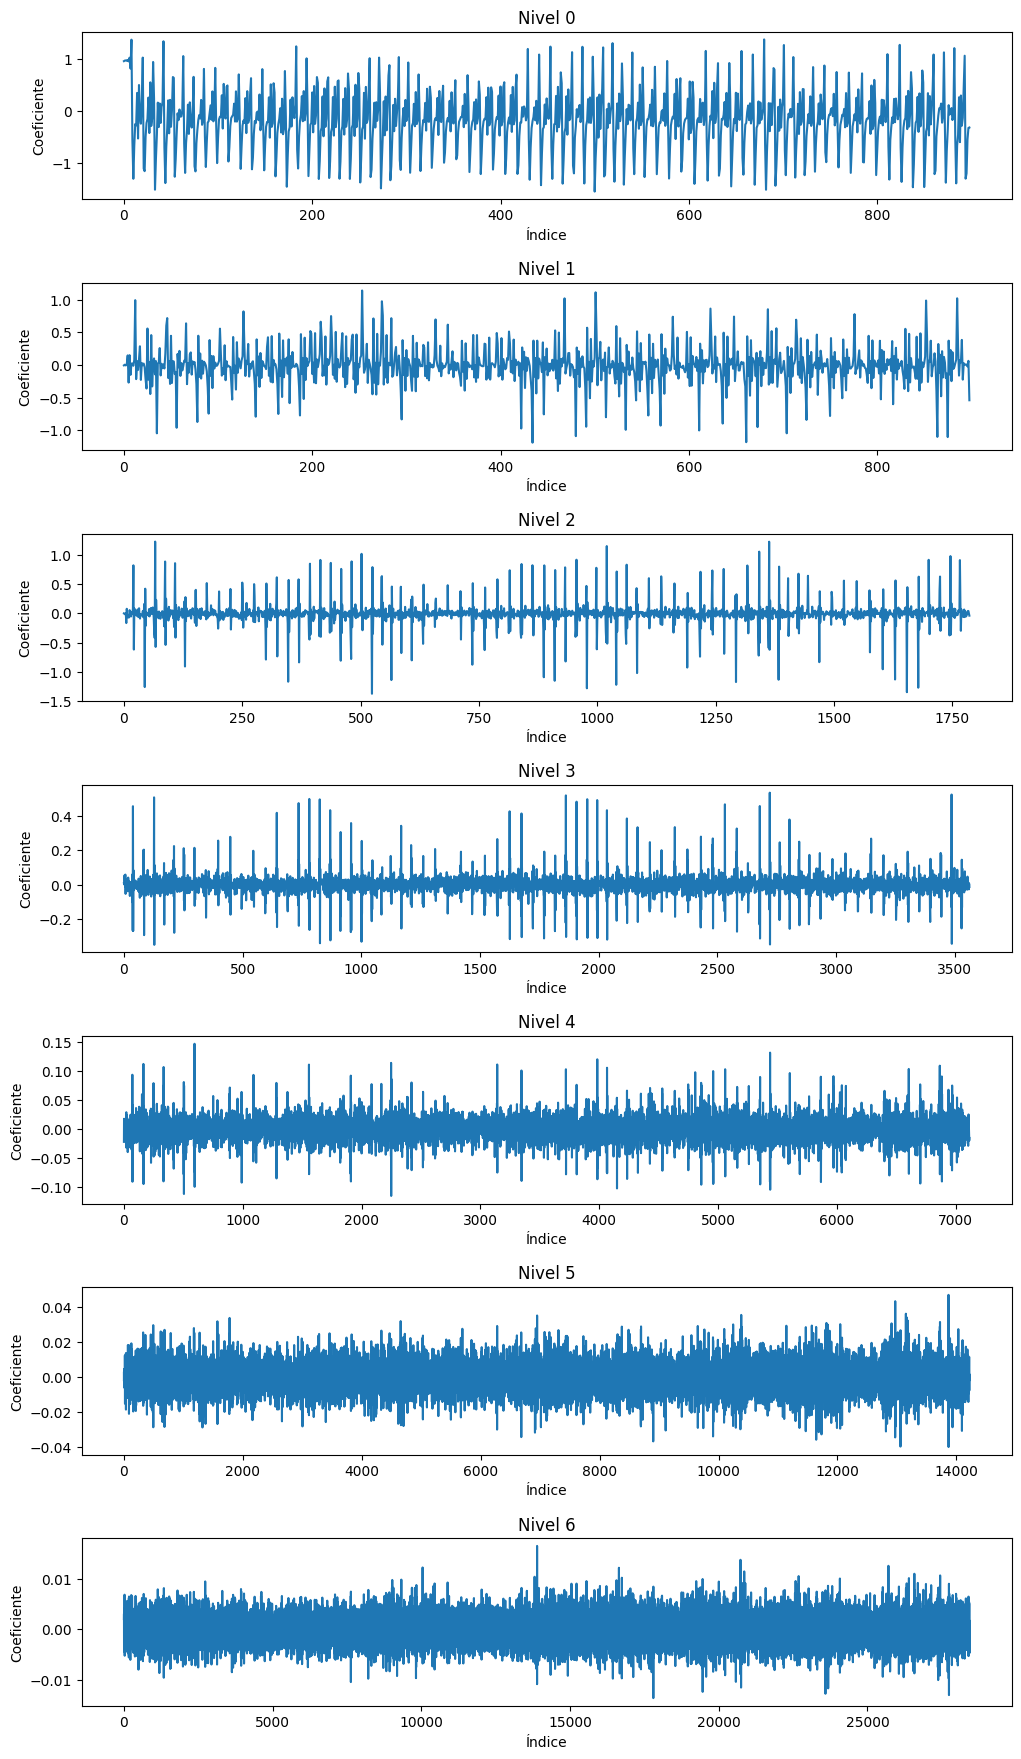 Nivel 0
Coeficiente
1
0
−1
0 200 400 600 800
Índice
Nivel 1
Coeficiente
1.0
0.5
0.0
−0.5
−1.0
0 200 400 600 800
Índice
Nivel 2
Coeficiente
1.0
0.5
0.0
−0.5
−1.0
−1.5
0 250 500 750 1000 1250 1500 1750
Índice
Nivel 3
Coeficiente
0.4
0.2
0.0
−0.2
0 500 1000 1500 2000 2500 3000 3500
Índice
Nivel 4
Coeficiente
0.15
0.10
0.05
0.00
−0.05
−0.10
0 1000 2000 3000 4000 5000 6000 7000
Índice
Nivel 5
Coeficiente
0.04
0.02
0.00
−0.02
−0.04
0 2000 4000 6000 8000 10000 12000 14000
Índice
Nivel 6
Coeficiente
0.01
0.00
−0.01
0 5000 10000 15000 20000 25000
Índice